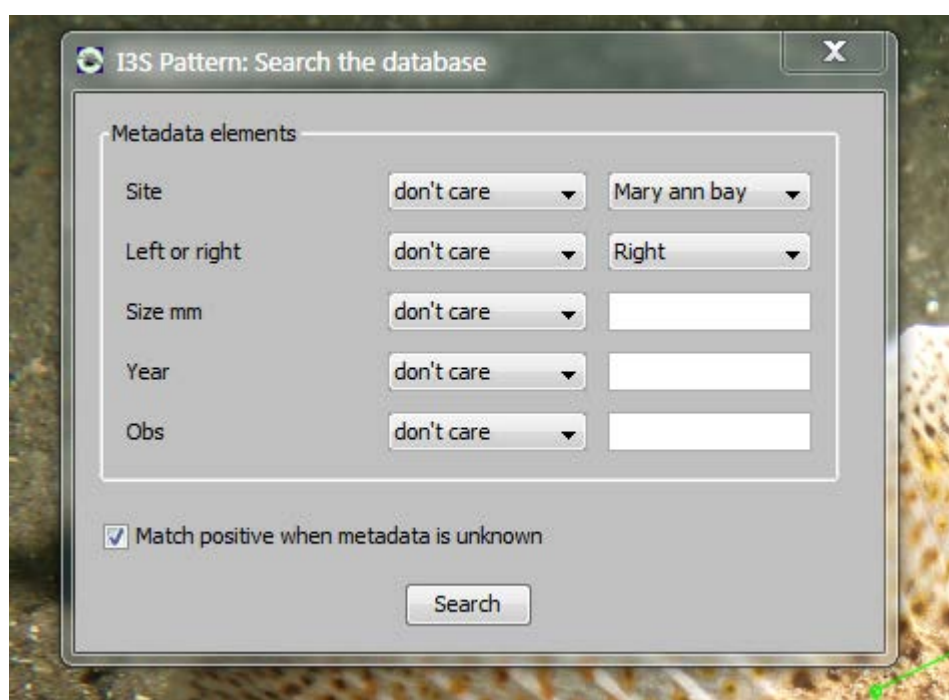 I3S Pattern: Search the database
Metadata elements
Site don't care Mary ann bay
Left or right don't care Right
Size mm don't care
Year don't care
Obs don't care
Match positive when metadata is unknown
Search